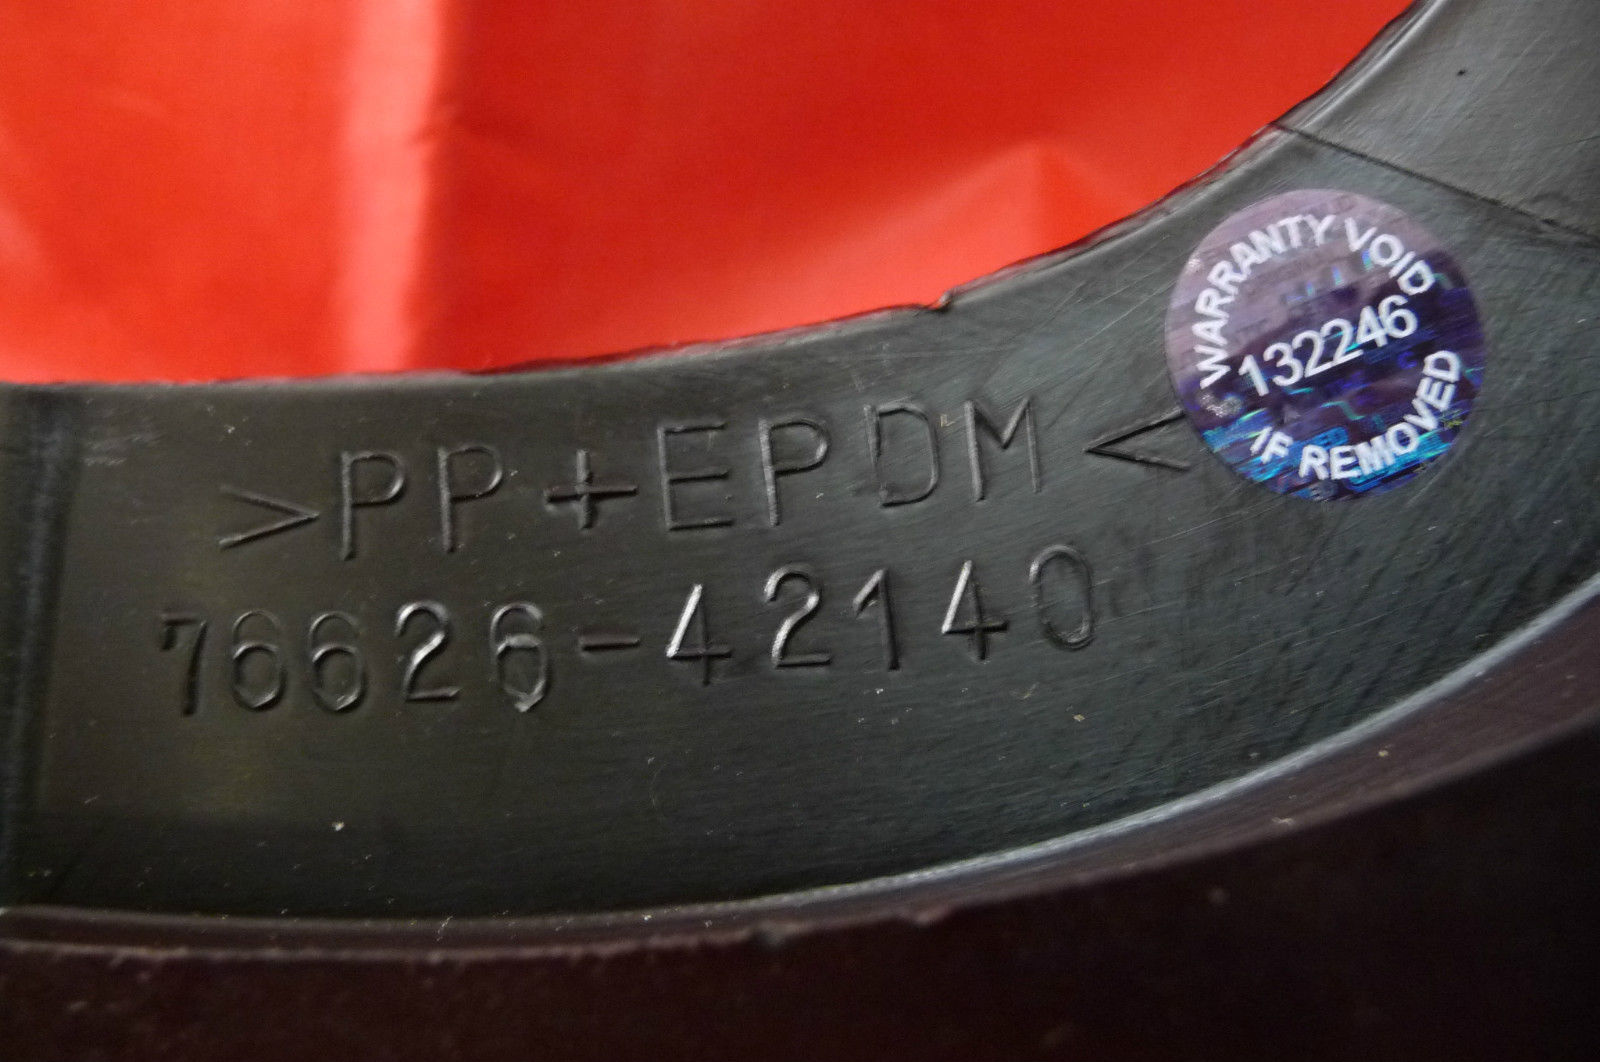 >PP+EPDM<
76626-42140
WARRANTY VOID
132246
IF REMOVED